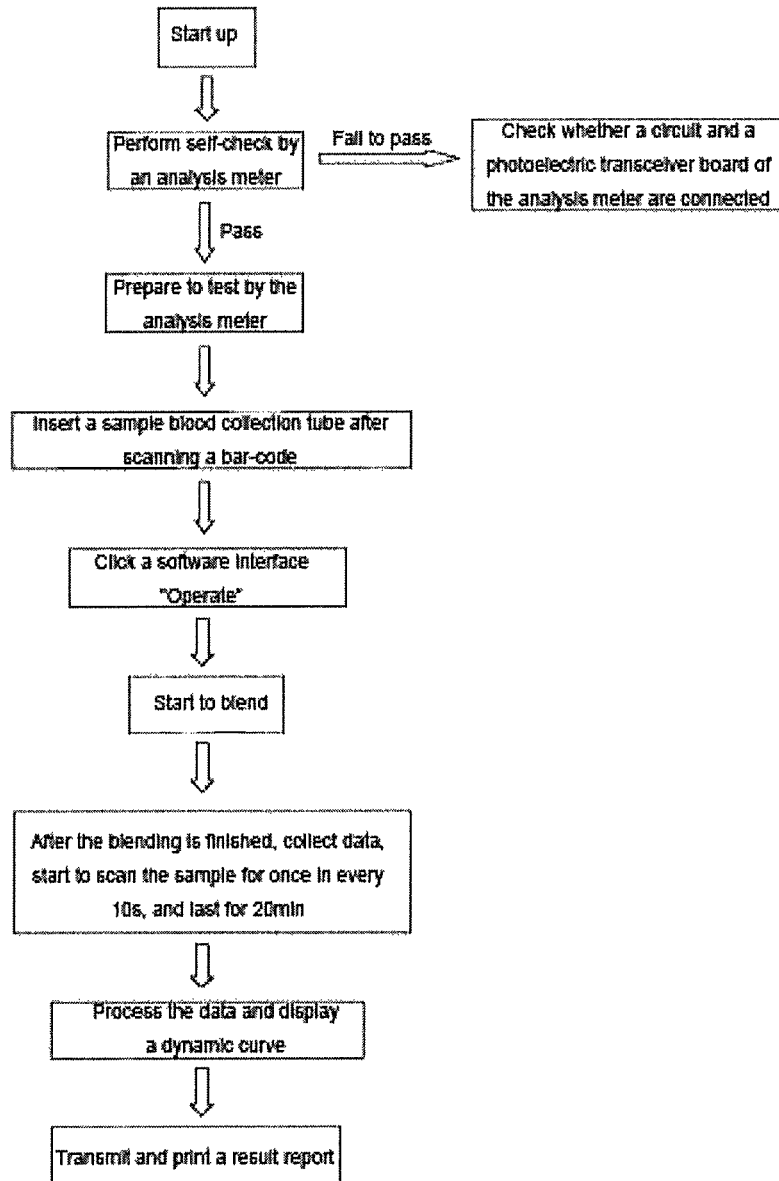 Start up
Perform self-check by
an analysis meter
Fail to pass
Check whether a circuit and a
photoelectric transceiver board of
the analysis meter are connected
Pass
Prepare to test by the
analysis meter
Insert a sample blood collection tube after
scanning a bar-code
Click a software interface
"Operate"
Start to blend
After the blending is finished, collect data,
start to scan the sample for once in every
10s, and last for 20min
Process the data and display
a dynamic curve
Transmit and print a result report